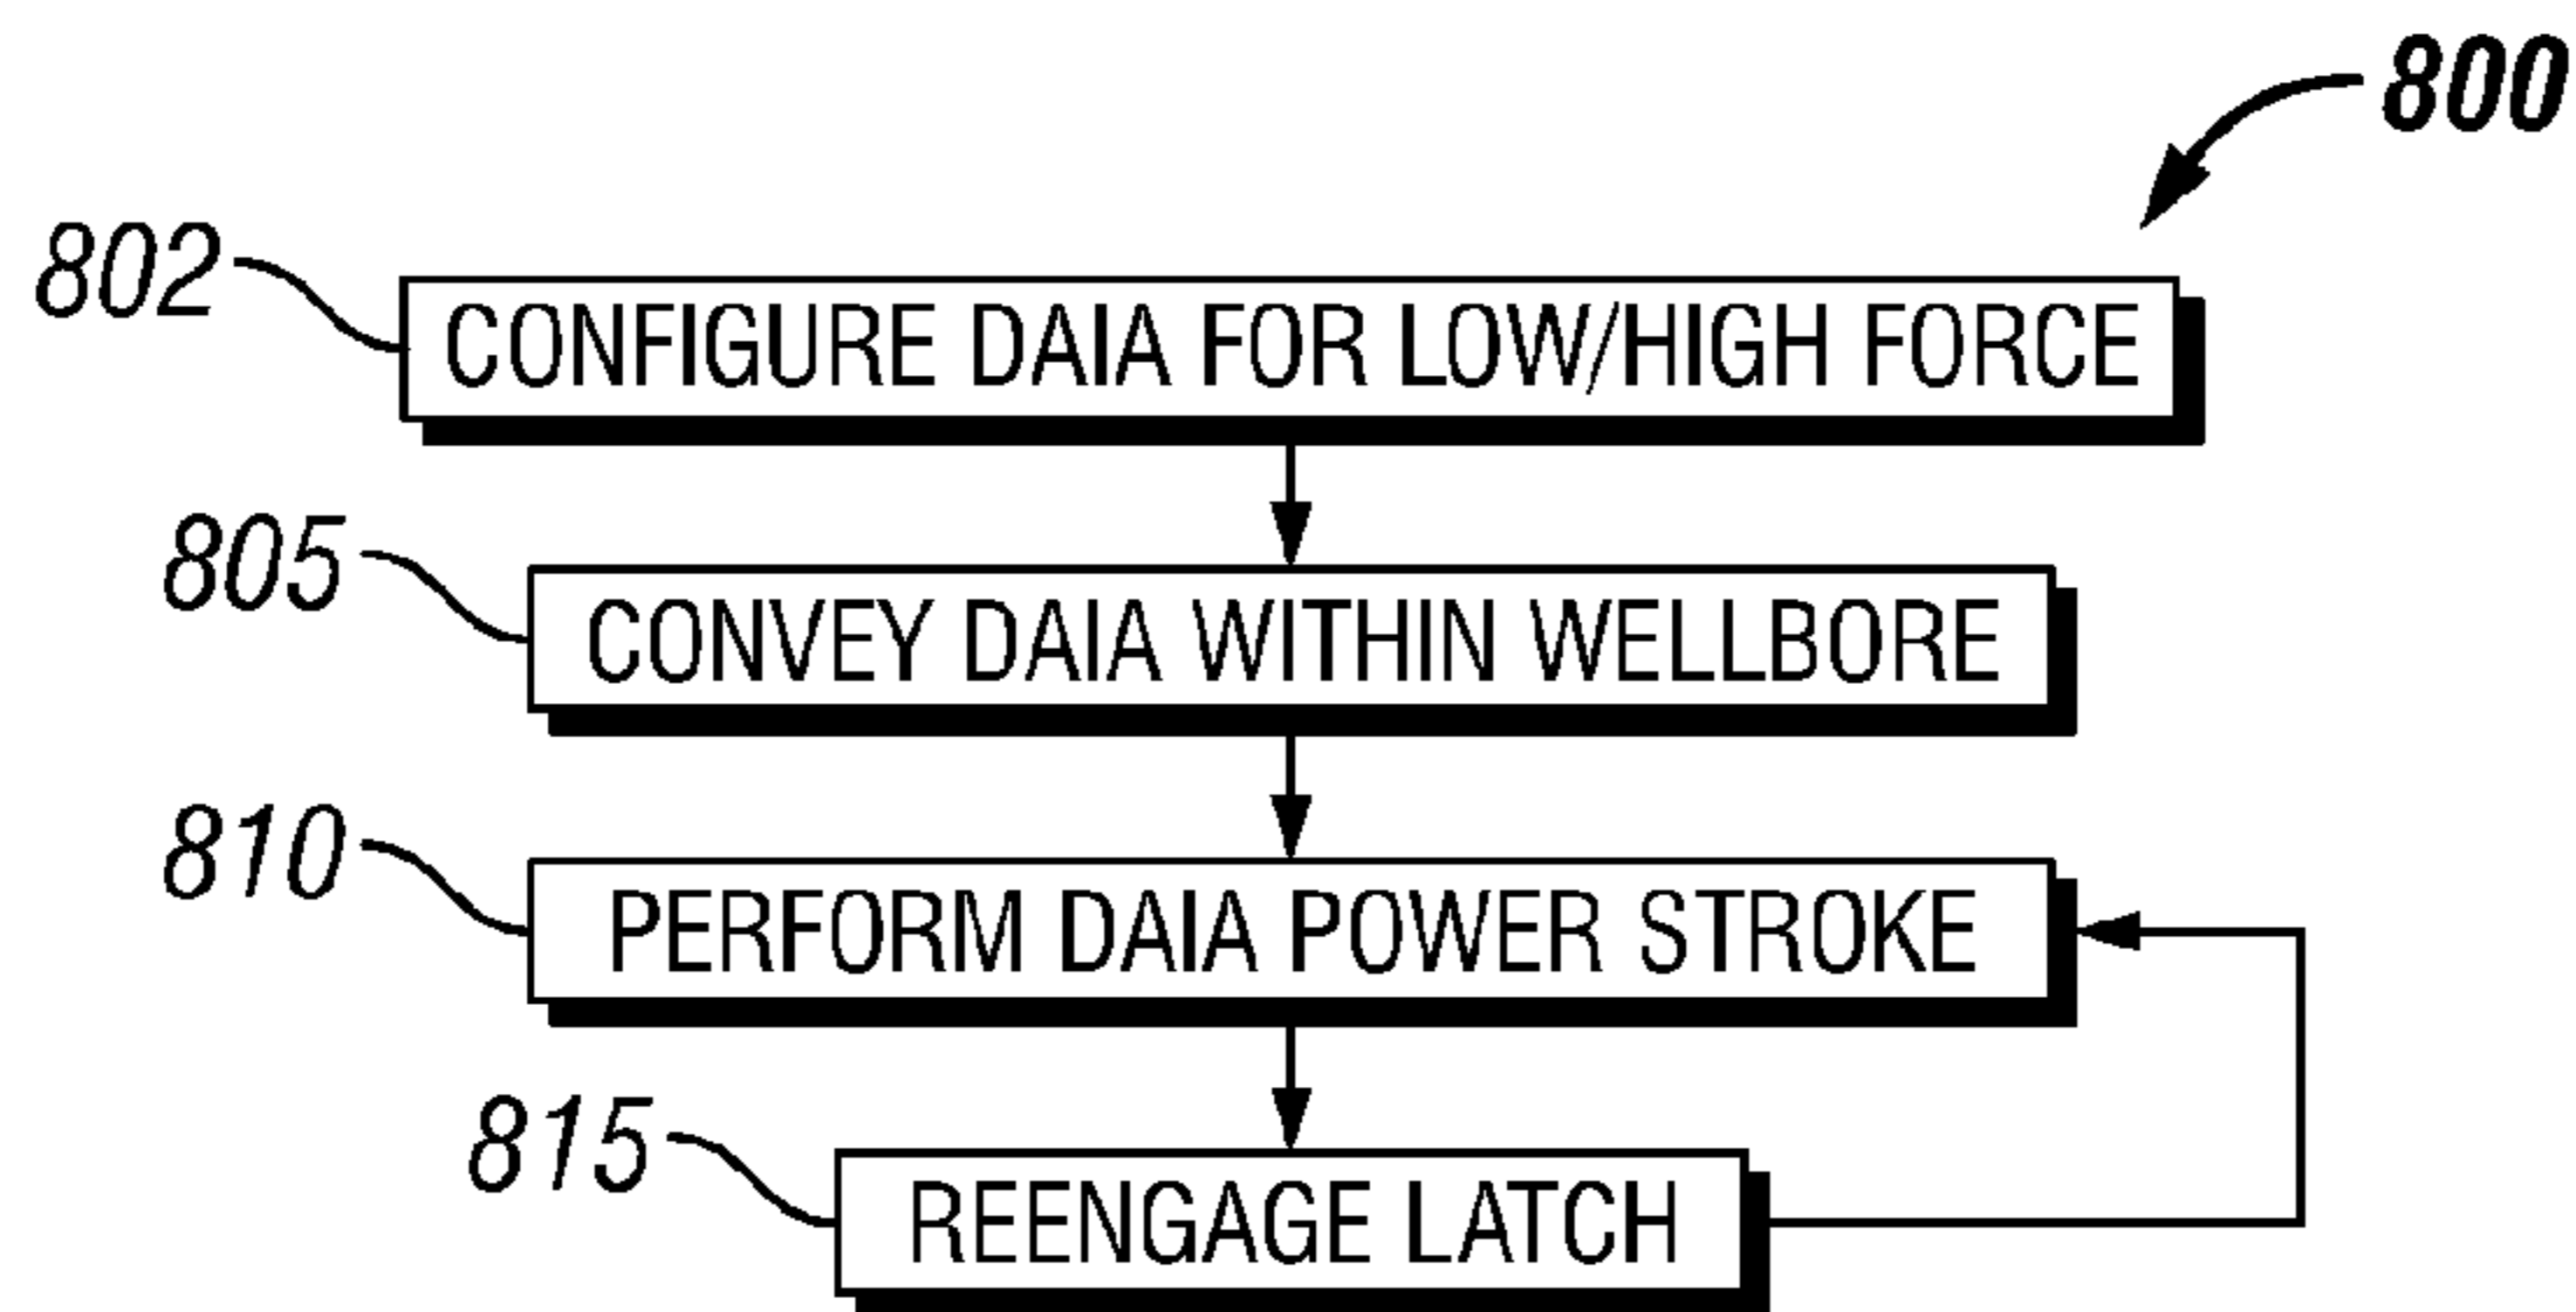 800
802
CONFIGURE DAIA FOR LOW/HIGH FORCE
805
CONVEY DAIA WITHIN WELLBORE
810
PERFORM DAIA POWER STROKE
815
REENGAGE LATCH